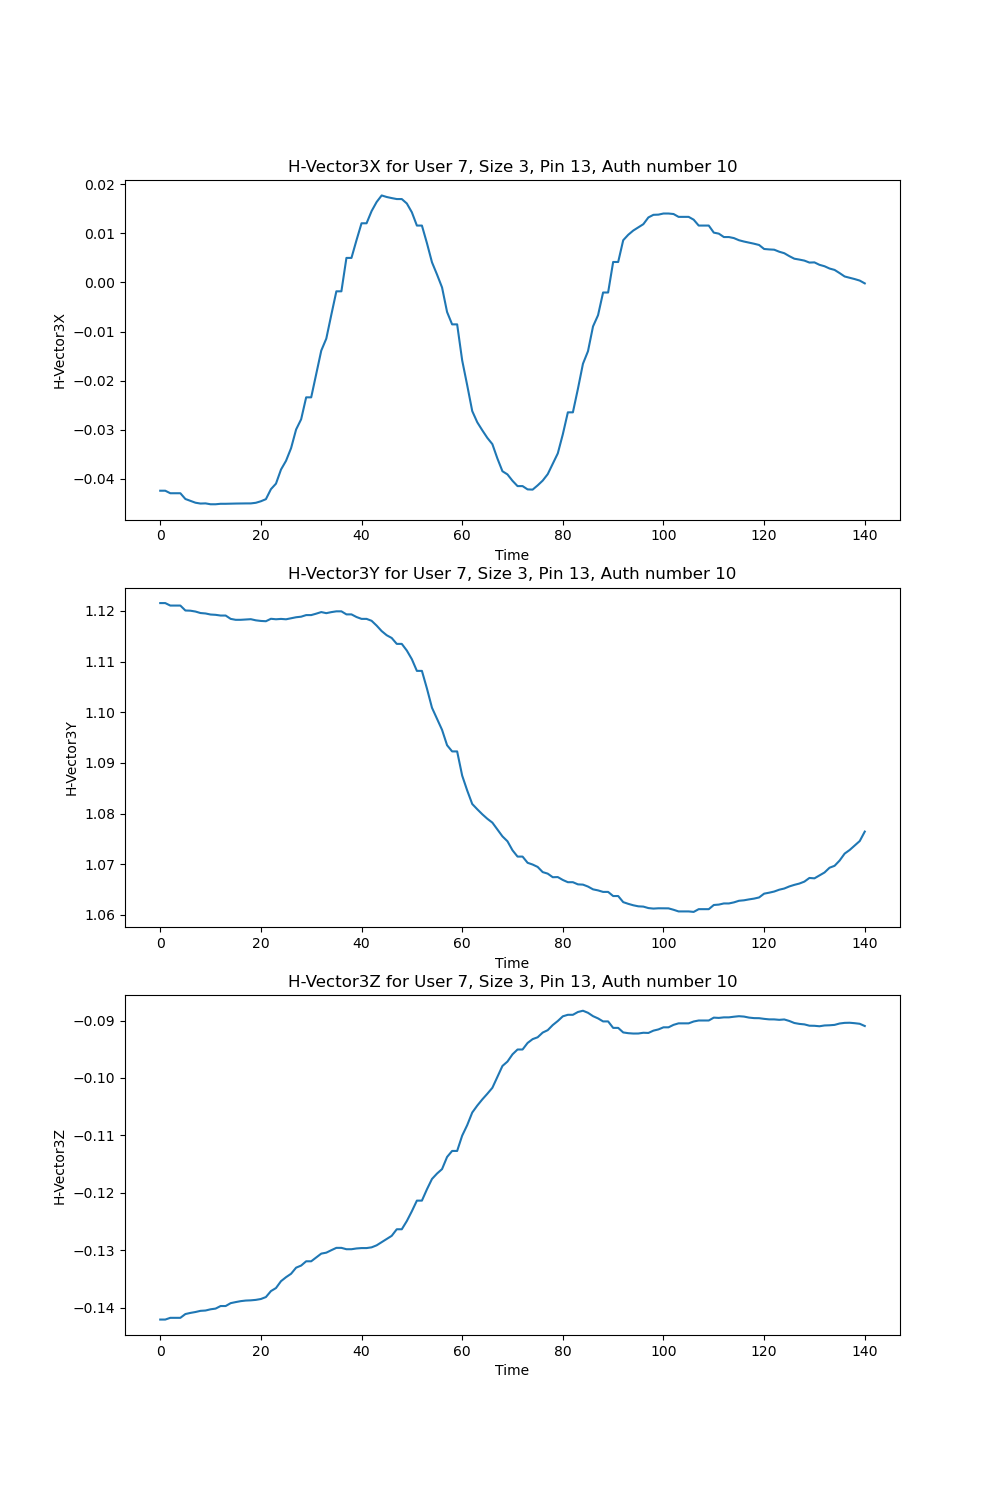 H-Vector3X for User 7, Size 3, Pin 13, Auth number 10
0.02
0.01
0.00
−0.01
−0.02
−0.03
−0.04
H-Vector3X
0 20 40 60 80 100 120 140
Time
H-Vector3Y for User 7, Size 3, Pin 13, Auth number 10
1.12
1.11
1.10
1.09
1.08
1.07
1.06
H-Vector3Y
0 20 40 60 80 100 120 140
Time
H-Vector3Z for User 7, Size 3, Pin 13, Auth number 10
−0.09
−0.10
−0.11
−0.12
−0.13
−0.14
H-Vector3Z
0 20 40 60 80 100 120 140
Time